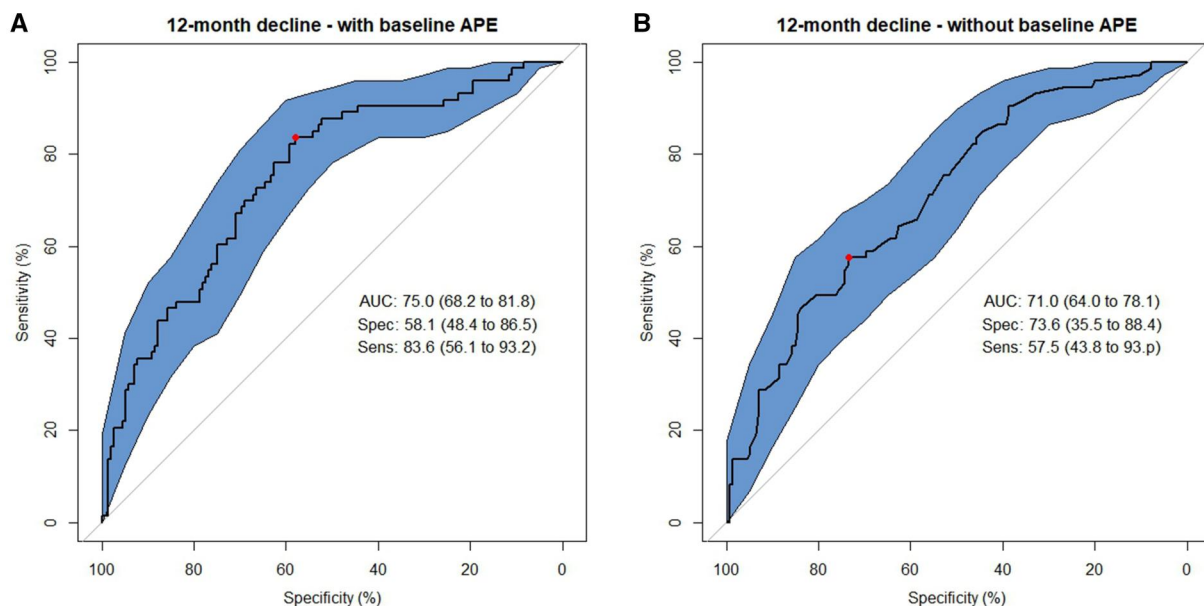 A
12-month decline - with baseline APE
Sensitivity (%)
100
80
60
40
20
0
AUC: 75.0 (68.2 to 81.8)
Spec: 58.1 (48.4 to 86.5)
Sens: 83.6 (56.1 to 93.2)
100
80
60
40
20
0
Specificity (%)
B
12-month decline - without baseline APE
Sensitivity (%)
100
80
60
40
20
0
AUC: 71.0 (64.0 to 78.1)
Spec: 73.6 (35.5 to 88.4)
Sens: 57.5 (43.8 to 93.p)
100
80
60
40
20
0
Specificity (%)